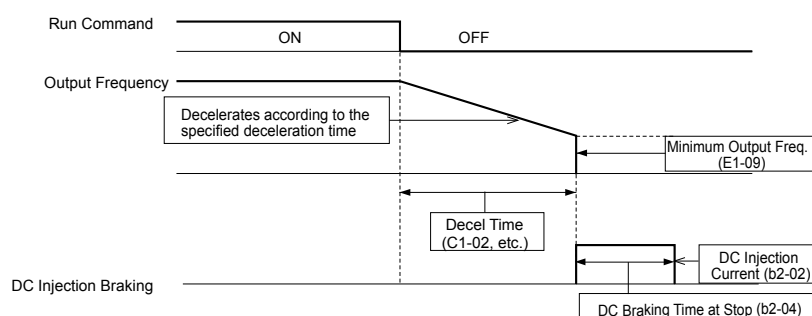 Run Command
ON
OFF
Output Frequency
Decelerates according to the
specified deceleration time
Minimum Output Freq.
(E1-09)
Decel Time
(C1-02, etc.)
DC Injection
Current (b2-02)
DC Injection Braking
DC Braking Time at Stop (b2-04)